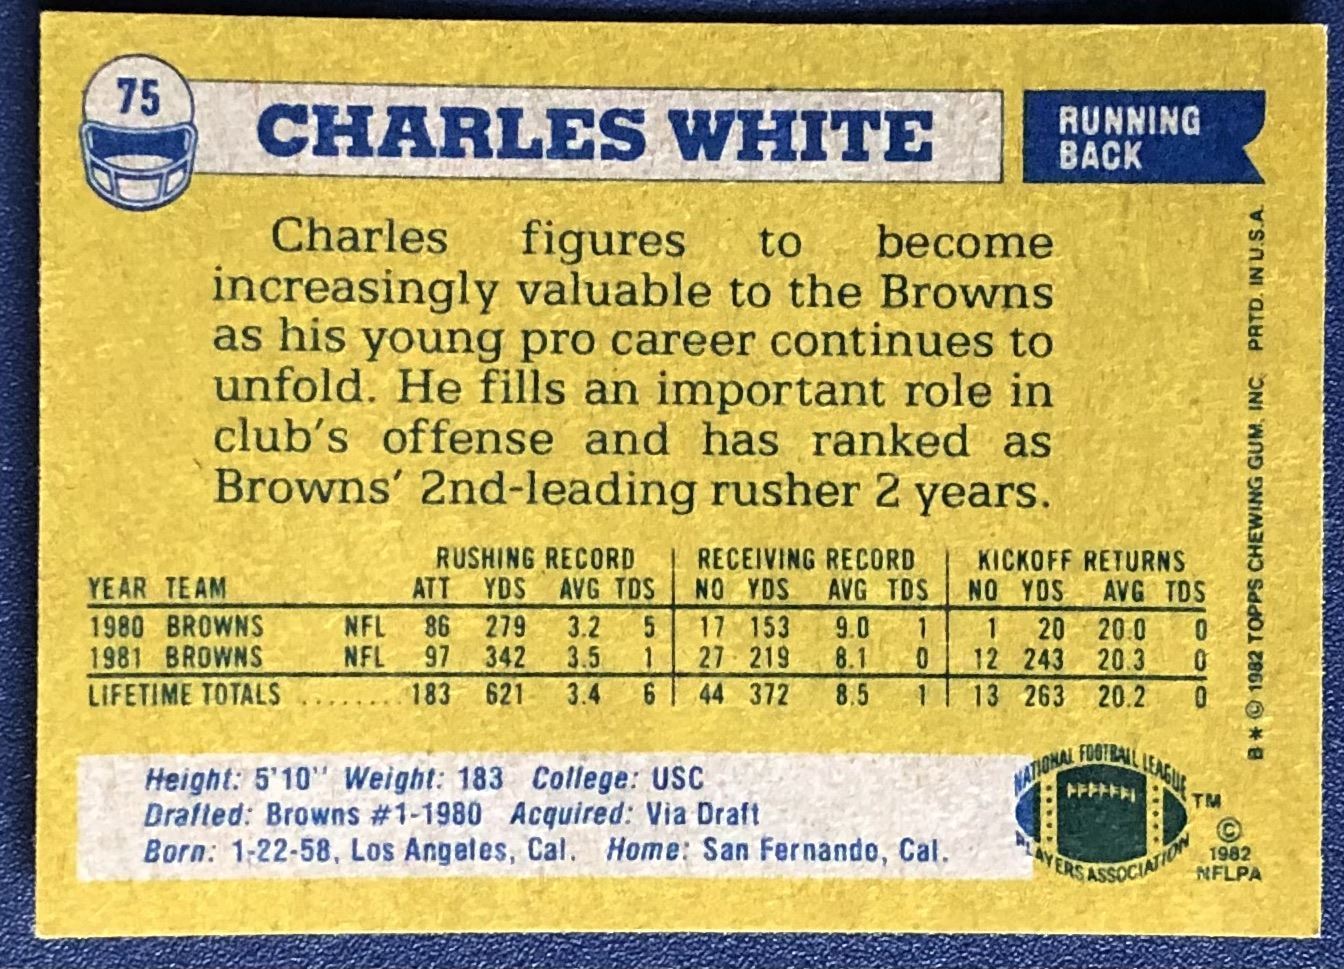 75
CHARLES WHITE
RUNNING
BACK
Charles figures to become
increasingly valuable to the Browns
as his young pro career continues to
unfold. He fills an important role in
club's offense and has ranked as
Browns' 2nd-leading rusher 2 years.
RUSHING RECORD RECEIVING RECORD KICKOFF RETURNS
YEAR TEAM ATT YDS AVG TDS NO YDS AVG TDS NO YDS AVG TDS
1980 BROWNS NFL 86 279 3.2 5 17 153 9.0 1 1 20 20.0 0
1981 BROWNS NFL 97 342 3.5 1 27 219 8.1 0 12 243 20.3 0
LIFETIME TOTALS ........ 183 621 3.4 6 44 372 8.5 1 13 263 20.2 0
Height: 5'10" Weight: 183 College: USC
Drafted: Browns #1-1980 Acquired: Via Draft
Born: 1-22-58, Los Angeles, Cal. Home: San Fernando, Cal.
NATIONAL FOOTBALL LEAGUE
PLAYERS ASSOCIATION
TM
©
1982
NFLPA
B * © 1982 TOPPS CHEWING GUM, INC. PRTD. IN U.S.A.